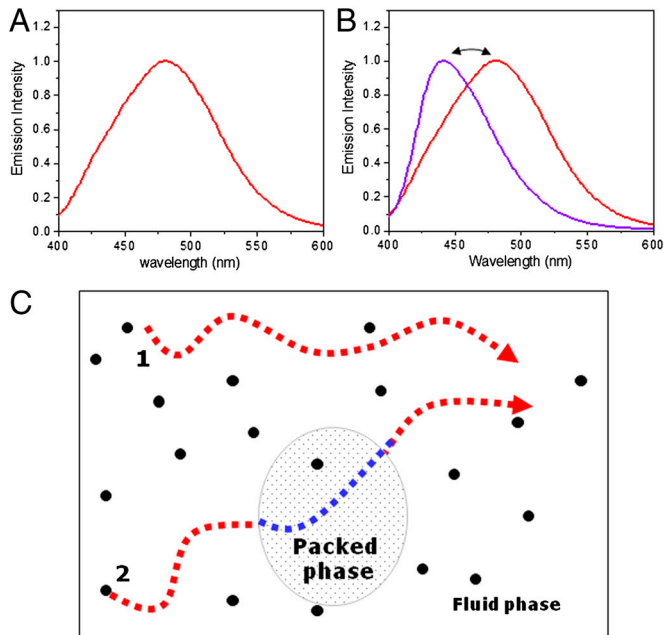 A
B
1.2
1.0
0.8
0.6
0.4
0.2
0.0
Emission Intensity
400 450 500 550 600
wavelength (nm)
1.2
1.0
0.8
0.6
0.4
0.2
0.0
Emission Intensity
400 450 500 550 600
Wavelength (nm)
C
1
2
Packed
phase
Fluid phase